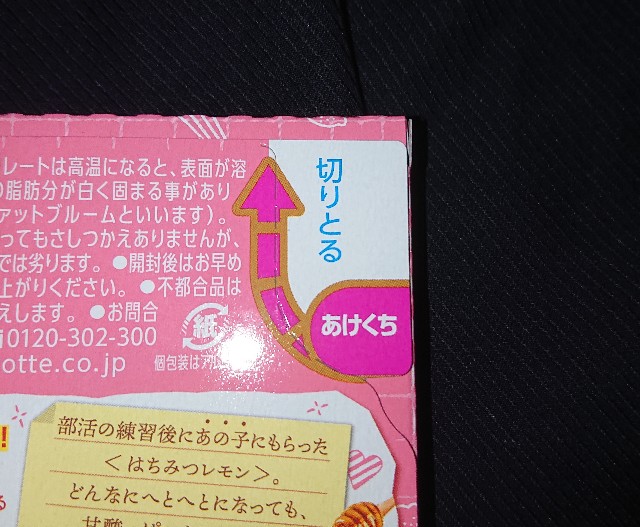 レートは高温になると、表面が溶
脂肪分が白く固まる事があり
ァットブルームといいます)。
ってもさしつかえありませんが、
では劣ります。●開封後はお早め
上がりください。●不都合品は
えします。●お問合
0120-302-300
otte.co.jp
紙
個包装はアル
切りとる
あけくち
部活の練習後にあの子にもらった
<はちみつレモン>。
どんなにへとへとになっても、
甘酸
!
る